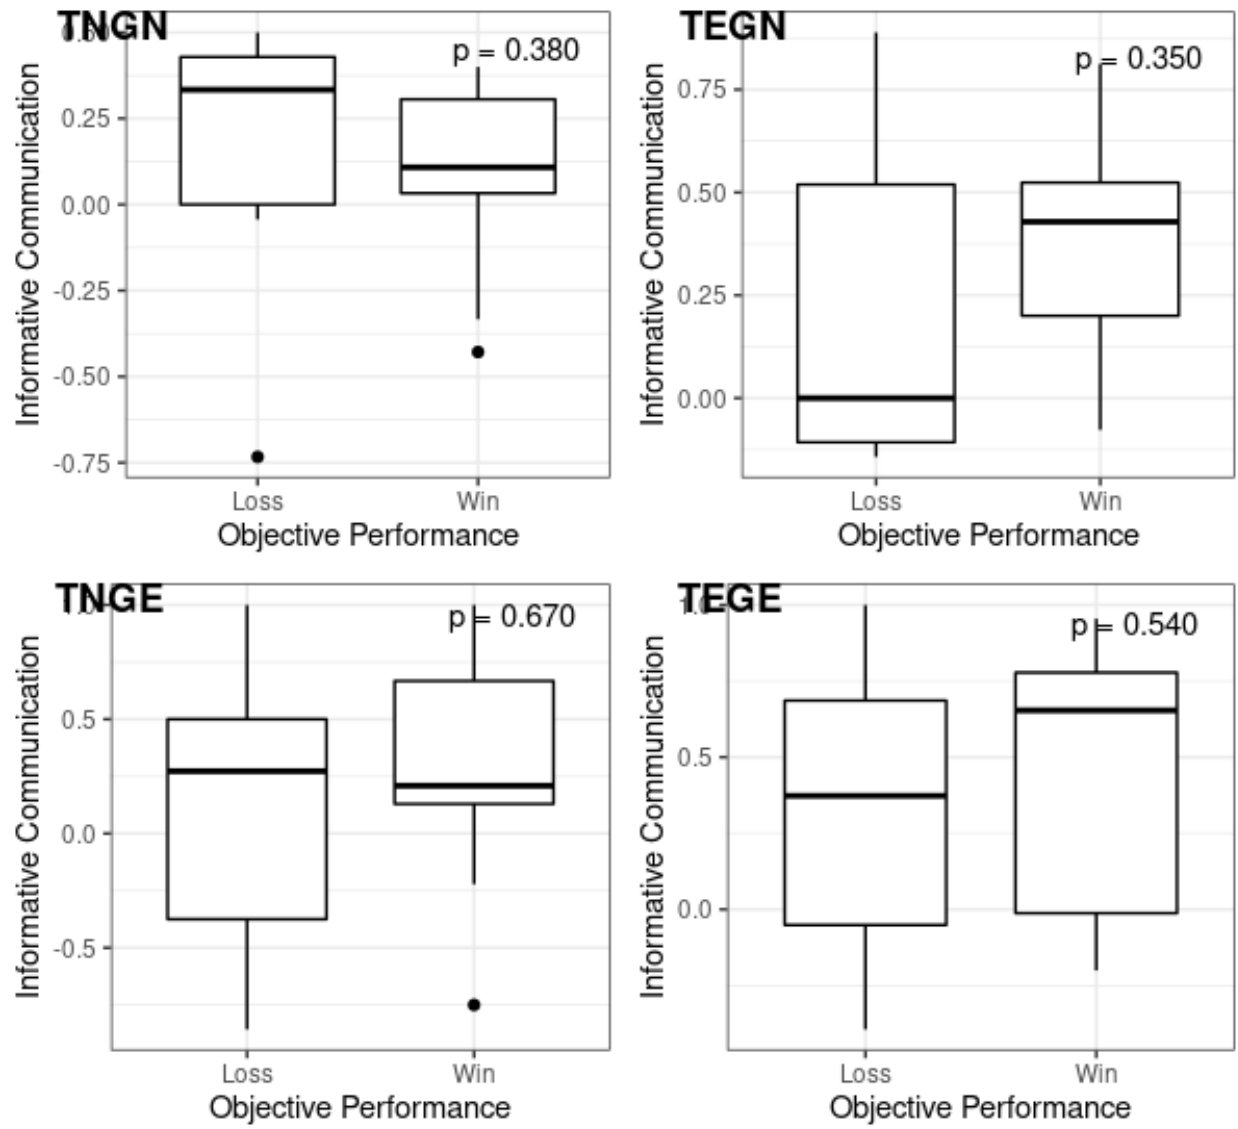 TNGN
p = 0.380
Informative Communication
0.25
0.00
-0.25
-0.50
-0.75
Loss
Win
Objective Performance
TEGN
p = 0.350
Informative Communication
0.75
0.50
0.25
0.00
Loss
Win
Objective Performance
TNGE
p = 0.670
Informative Communication
0.5
0.0
-0.5
Loss
Win
Objective Performance
TEGE
p = 0.540
Informative Communication
0.5
0.0
Loss
Win
Objective Performance